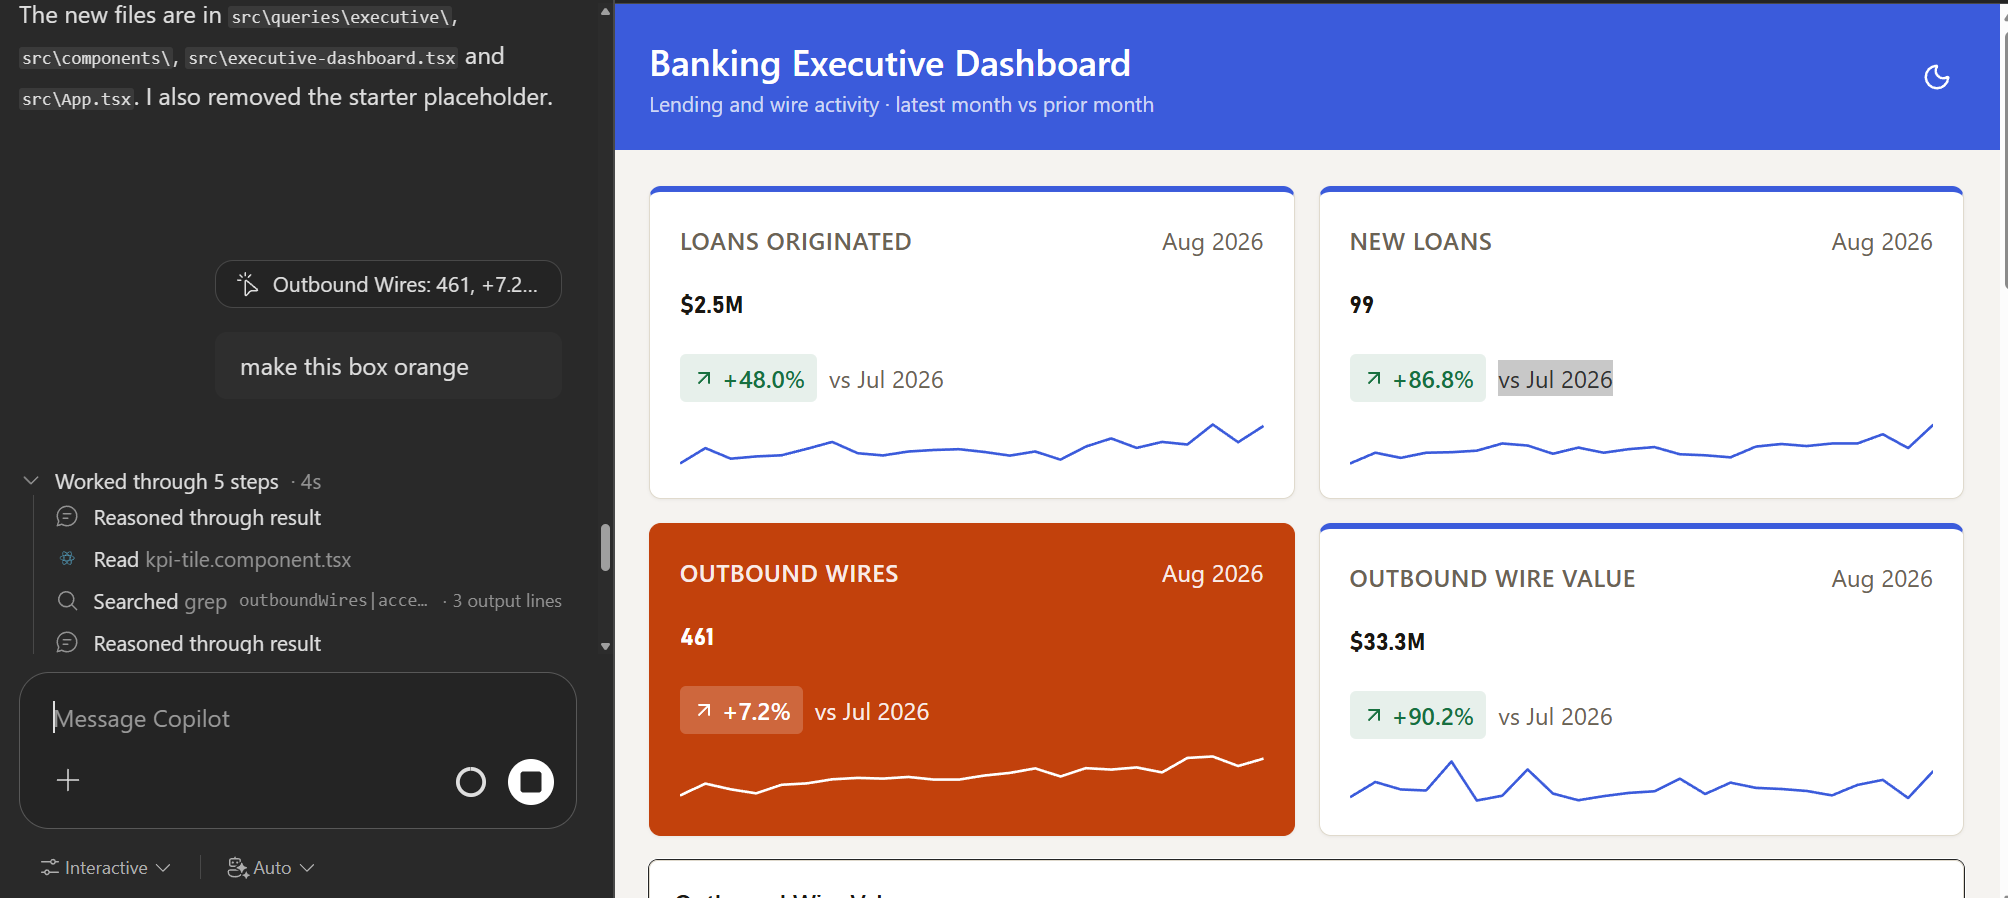 The new files are in src\queries\executive\,
src\components\, src\executive-dashboard.tsx and
src\App.tsx. I also removed the starter placeholder.
Outbound Wires: 461, +7.2...
make this box orange
Worked through 5 steps · 4s
Reasoned through result
Read kpi-tile.component.tsx
Searched grep outboundWires|acce… · 3 output lines
Reasoned through result
Message Copilot
Interactive
Auto
Banking Executive Dashboard
Lending and wire activity · latest month vs prior month
LOANS ORIGINATED Aug 2026
$2.5M
+48.0% vs Jul 2026
NEW LOANS Aug 2026
99
+86.8% vs Jul 2026
OUTBOUND WIRES Aug 2026
461
+7.2% vs Jul 2026
OUTBOUND WIRE VALUE Aug 2026
$33.3M
+90.2% vs Jul 2026